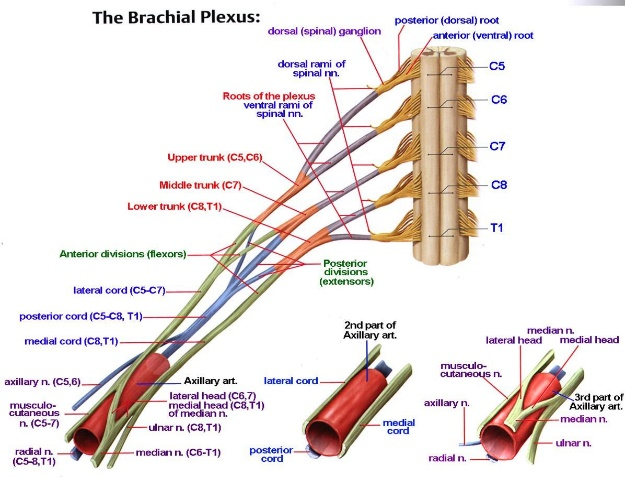 The Brachial Plexus:
posterior (dorsal) root
dorsal (spinal) ganglion
anterior (ventral) root
dorsal rami of
spinal nn.
C5
Roots of the plexus
ventral rami of
spinal nn.
C6
C7
Upper trunk (C5,C6)
Middle trunk (C7)
C8
Lower trunk (C8,T1)
T1
Anterior divisions (flexors)
Posterior
divisions
(extensors)
lateral cord (C5-C7)
posterior cord (C5-C8, T1)
medial cord (C8,T1)
axillary n. (C5,6)
Axillary art.
musculo-
cutaneous
n. (C5-7)
lateral head (C6,7)
medial head (C8,T1)
of median n.
ulnar n. (C8,T1)
radial n.
(C5-8,T1)
median n. (C6-T1)
2nd part of
Axillary art.
lateral cord
medial
cord
posterior
cord
median n.
lateral head
medial head
musculo-
cutaneous n.
axillary n.
3rd part of
Axillary art.
median n.
ulnar n.
radial n.